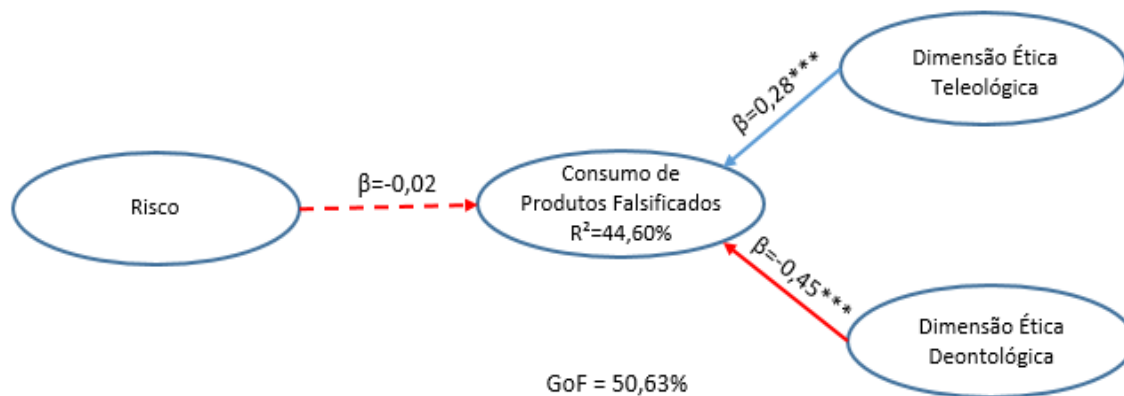 Dimensão Ética
Teleológica
β=0,28***
Risco
β=-0,02
Consumo de
Produtos Falsificados
R²=44,60%
β=-0,45***
Dimensão Ética
Deontológica
GoF = 50,63%